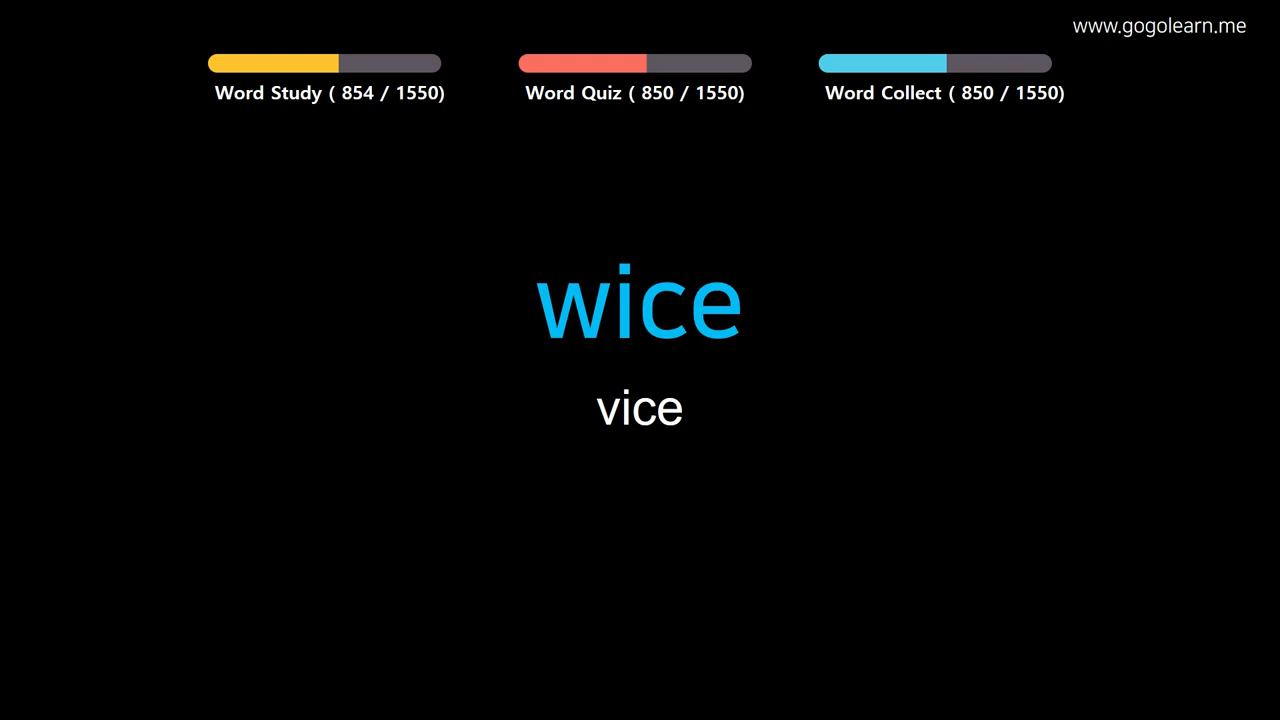 www.gogolearn.me
Word Study ( 854 / 1550)
Word Quiz ( 850 / 1550)
Word Collect ( 850 / 1550)
wice
vice